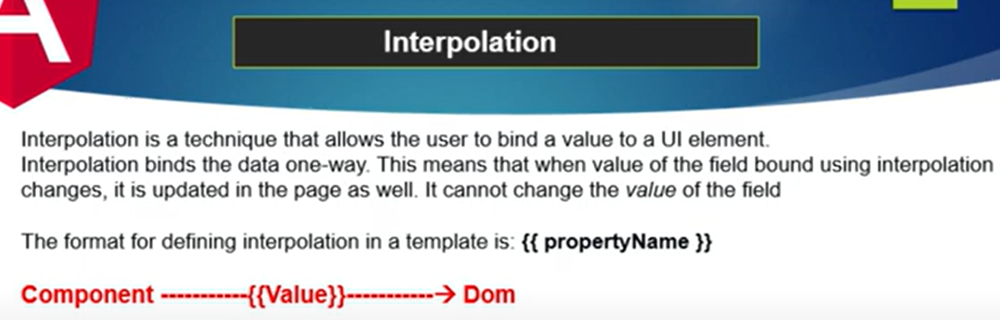 A
Interpolation
Interpolation is a technique that allows the user to bind a value to a UI element.
Interpolation binds the data one-way. This means that when value of the field bound using interpolation
changes, it is updated in the page as well. It cannot change the value of the field
The format for defining interpolation in a template is: {{ propertyName }}
Component -----------{{Value}}-----------→ Dom